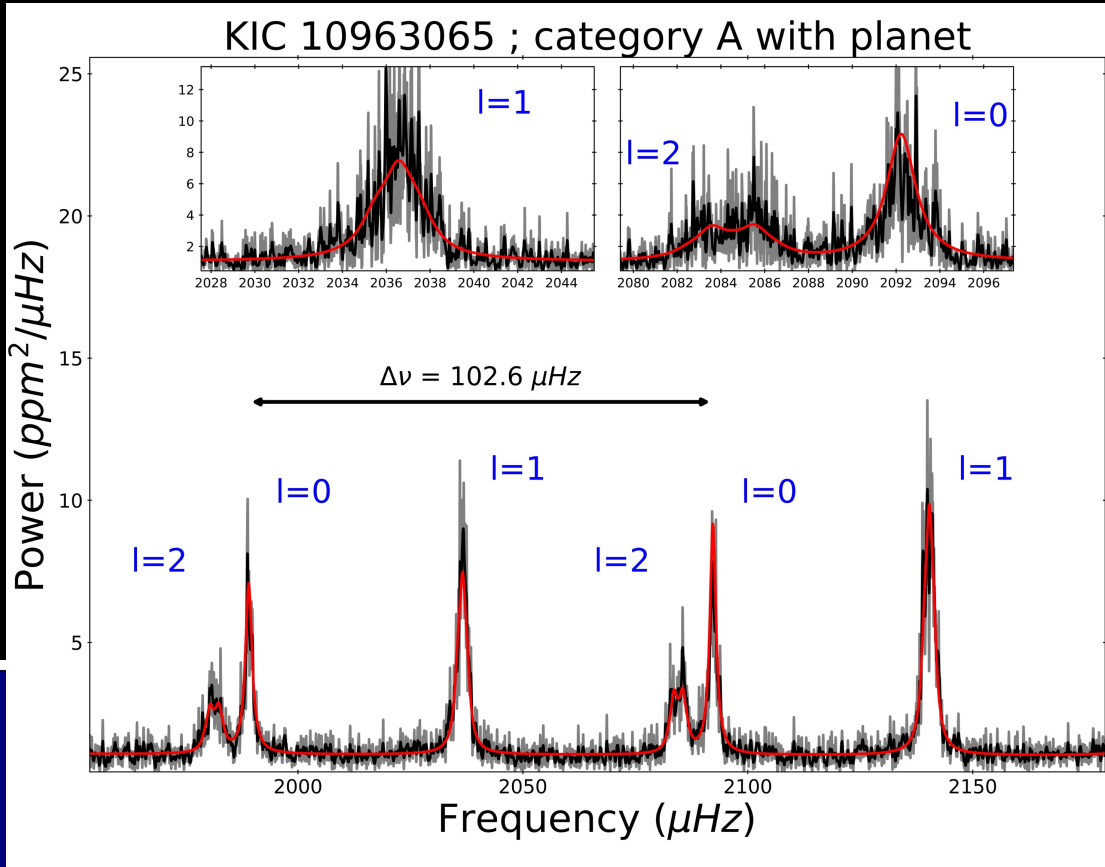 KIC 10963065 ; category A with planet
25
20
15
10
5
Power (ppm²/μHz)
12
10
8
6
4
2
l=1
2028 2030 2032 2034 2036 2038 2040 2042 2044
l=2
l=0
2080 2082 2084 2086 2088 2090 2092 2094 2096
Δν = 102.6 μHz
l=2
l=0
l=1
l=2
l=0
l=1
2000 2050 2100 2150
Frequency (μHz)